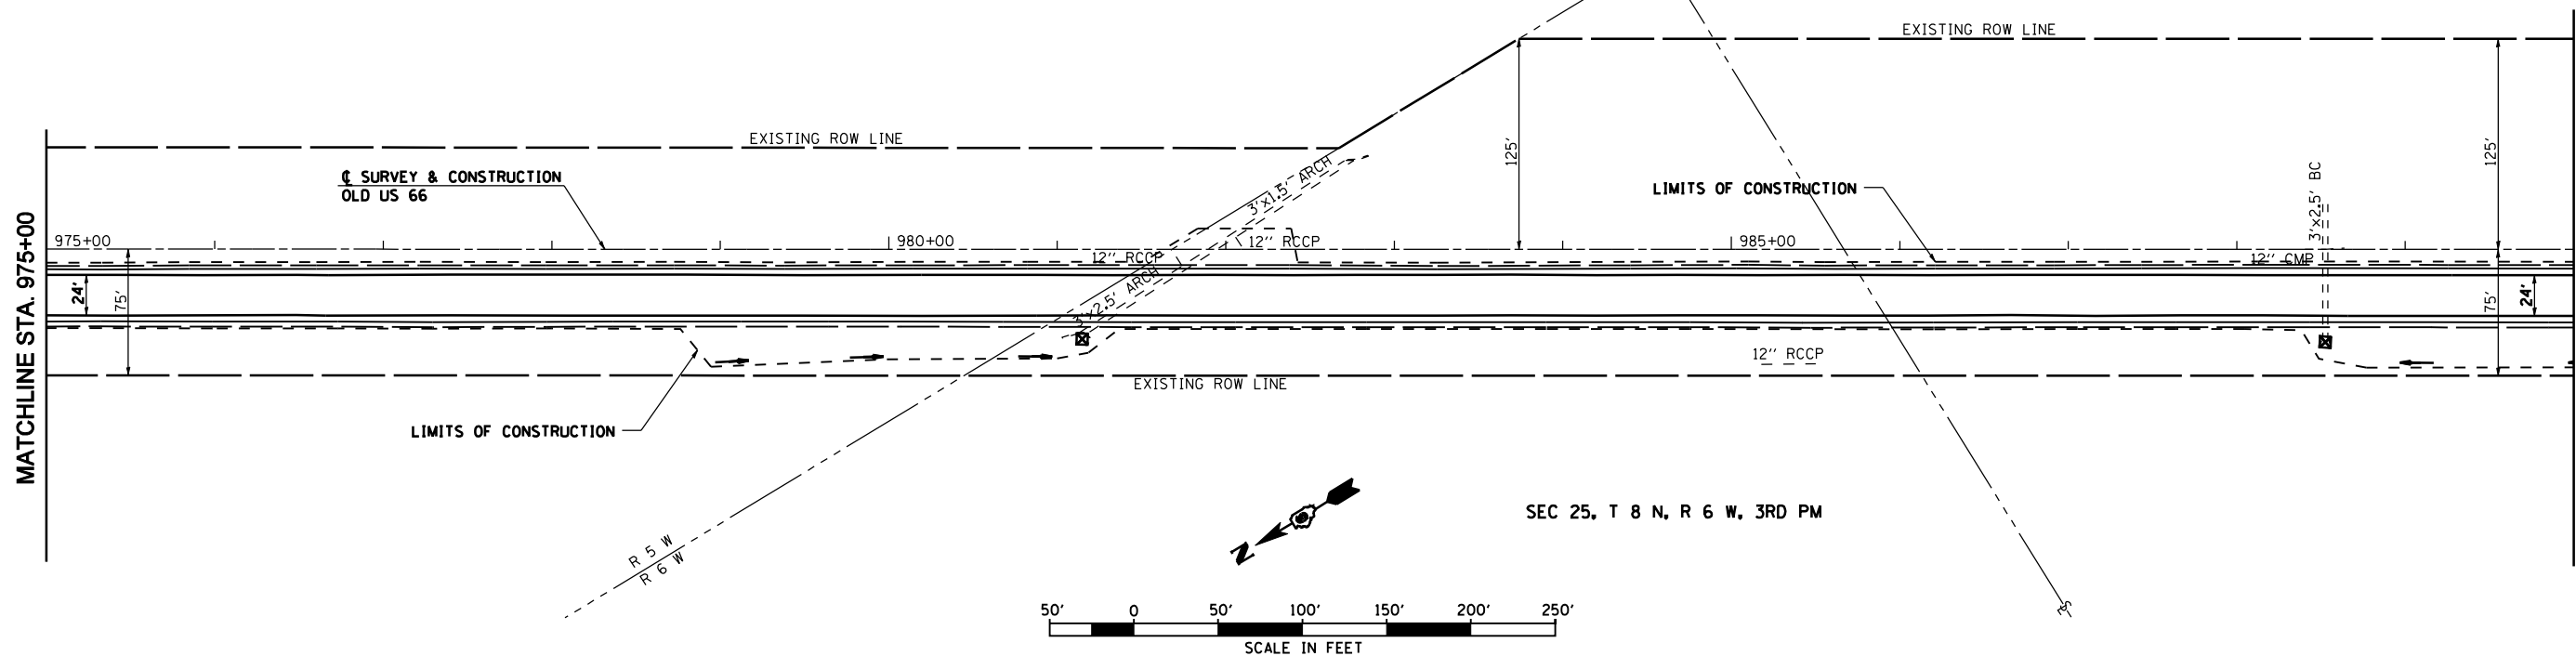 EXISTING ROW LINE
EXISTING ROW LINE
125'
125'
3'x1.5' ARCH
3'x2.5' BC
℄ SURVEY & CONSTRUCTION
OLD US 66
LIMITS OF CONSTRUCTION
MATCHLINE STA. 975+00
975+00
980+00
12'' RCCP
985+00
12'' RCCP
12'' CMP
24'
75'
3'x2.5' ARCH
75'
24'
12'' RCCP
EXISTING ROW LINE
LIMITS OF CONSTRUCTION
SEC 25, T 8 N, R 6 W, 3RD PM
N
R 5 W
R 6 W
50' 0 50' 100' 150' 200' 250'
SCALE IN FEET